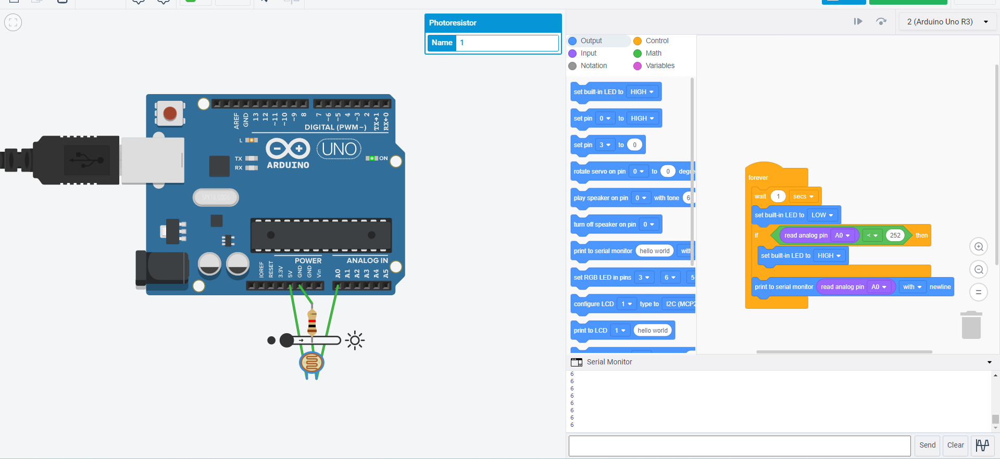 Photoresistor
Name 1
2 (Arduino Uno R3)
Output
Control
Input
Math
Notation
Variables
set built-in LED to HIGH
set pin 0 to HIGH
set pin 3 to 0
rotate servo on pin 0 to 0 degre
play speaker on pin 0 with tone 6
turn off speaker on pin 0
print to serial monitor hello world with
set RGB LED in pins 3 6 5
configure LCD 1 type to I2C (MCP2
print to LCD 1 hello world
forever
wait 1 secs
set built-in LED to LOW
if read analog pin A0 < 252 then
set built-in LED to HIGH
print to serial monitor read analog pin A0 with newline
AREF
GND
13
12
~11
~10
~9
8
7
~6
~5
4
~3
2
TX→1
RX←0
DIGITAL (PWM~)
L
TX
RX
UNO
ARDUINO
ON
SPK16.000G
POWER
ANALOG IN
IOREF
RESET
3.3V
5V
GND
GND
Vin
A0
A1
A2
A3
A4
A5
Serial Monitor
6
6
6
6
6
6
6
6
Send
Clear